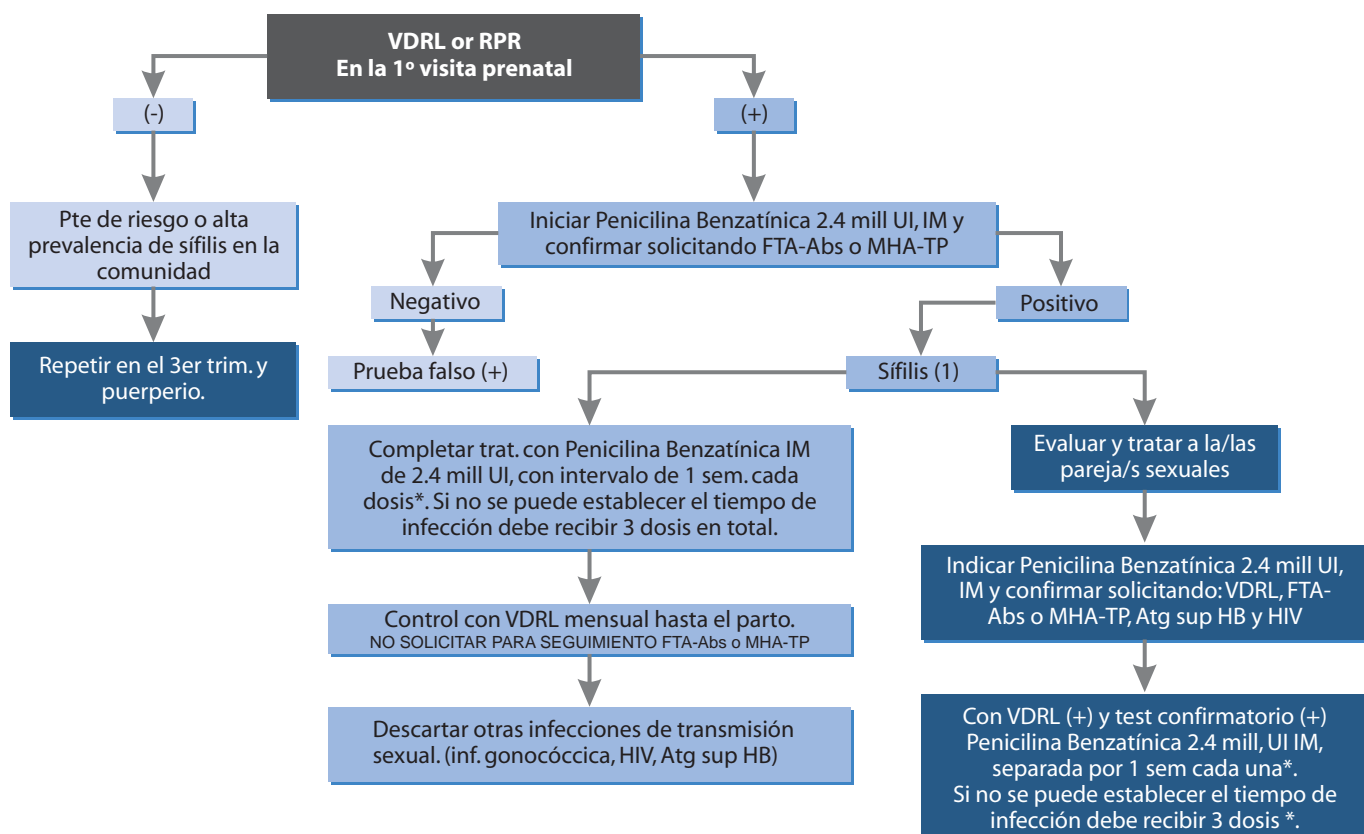 VDRL or RPR
En la 1º visita prenatal
(-)
(+)
Pte de riesgo o alta
prevalencia de sífilis en la
comunidad
Repetir en el 3er trim. y
puerperio.
Iniciar Penicilina Benzatínica 2.4 mill UI, IM y
confirmar solicitando FTA-Abs o MHA-TP
Negativo
Positivo
Prueba falso (+)
Sífilis (1)
Completar trat. con Penicilina Benzatínica IM
de 2.4 mill UI, con intervalo de 1 sem. cada
dosis*. Si no se puede establecer el tiempo de
infección debe recibir 3 dosis en total.
Control con VDRL mensual hasta el parto.
NO SOLICITAR PARA SEGUIMIENTO FTA-Abs o MHA-TP
Descartar otras infecciones de transmisión
sexual. (inf. gonocóccica, HIV, Atg sup HB)
Evaluar y tratar a la/las
pareja/s sexuales
Indicar Penicilina Benzatínica 2.4 mill UI,
IM y confirmar solicitando: VDRL, FTA-
Abs o MHA-TP, Atg sup HB y HIV
Con VDRL (+) y test confirmatorio (+)
Penicilina Benzatínica 2.4 mill, UI IM,
separada por 1 sem cada una*.
Si no se puede establecer el tiempo de
infección debe recibir 3 dosis *.